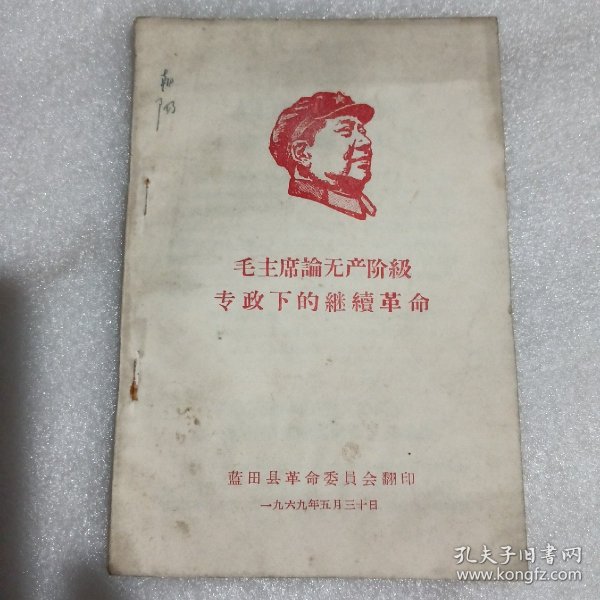 毛主席論无产阶級
专政下的継續革命
蓝田县革命委員会翻印
一九六九年五月三十日
孔夫子旧书网
www.kongfz.com